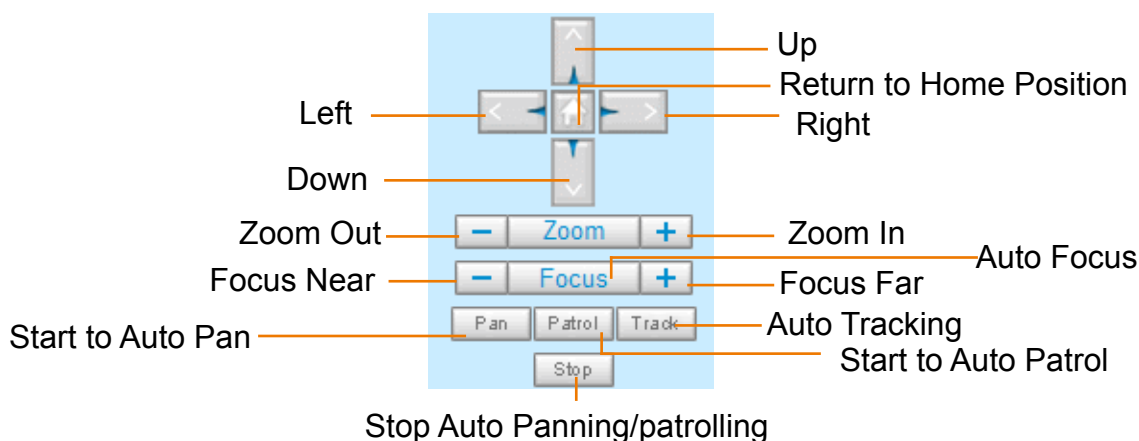 Up
Return to Home Position
Left
Right
Down
Zoom Out
− Zoom +
Zoom In
Auto Focus
Focus Near
− Focus +
Focus Far
Pan
Patrol
Track
Auto Tracking
Start to Auto Pan
Start to Auto Patrol
Stop
Stop Auto Panning/patrolling